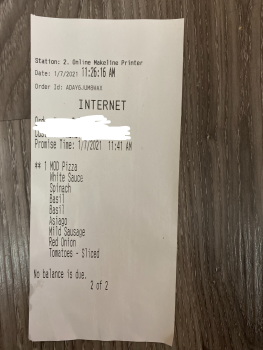 Station: 2. Online Makeline Printer
Date: 1/7/2021 11:26:16 AM
Order Id:
INTERNET
Promise Time: 1/7/2021 11:41 AM
## 1 MOD Pizza
White Sauce
Spinach
Basil
Basil
Asiago
Mild Sausage
Red Onion
Tomatoes - Sliced
No balance is due.
2 of 2